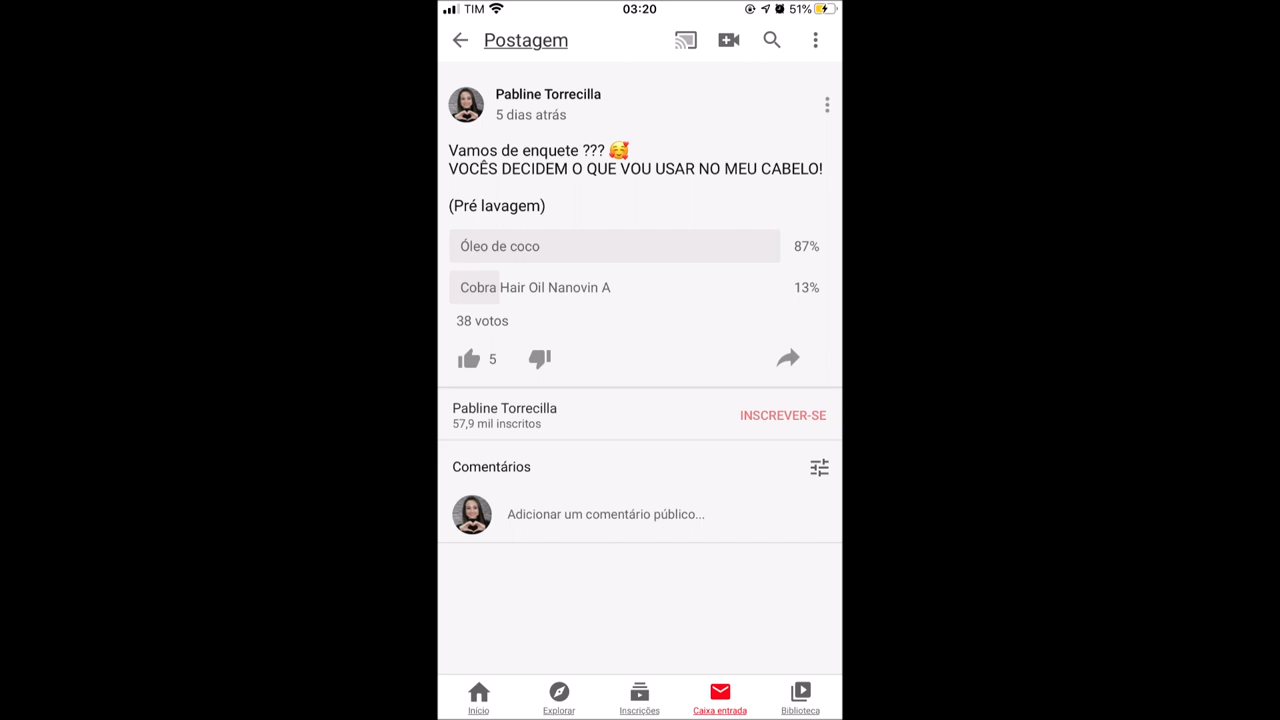 TIM 03:20 51%
Postagem
Pabline Torrecilla
5 dias atrás
Vamos de enquete ??? 🥰
VOCÊS DECIDEM O QUE VOU USAR NO MEU CABELO!
(Pré lavagem)
Óleo de coco 87%
Cobra Hair Oil Nanovin A 13%
38 votos
5
Pabline Torrecilla
57,9 mil inscritos
INSCREVER-SE
Comentários
Adicionar um comentário público...
Início Explorar Inscrições Caixa entrada Biblioteca